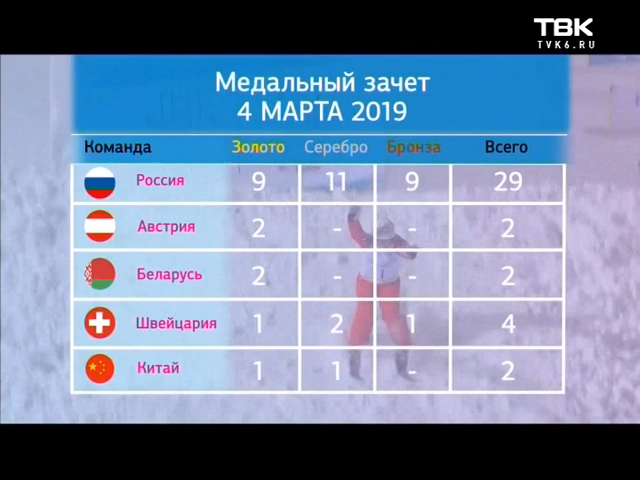 ТВК
TVK6.RU
Медальный зачет
4 МАРТА 2019
Команда Золото Серебро Бронза Всего
Россия 9 11 9 29
Австрия 2 - - 2
Беларусь 2 - - 2
Швейцария 1 2 1 4
Китай 1 1 - 2